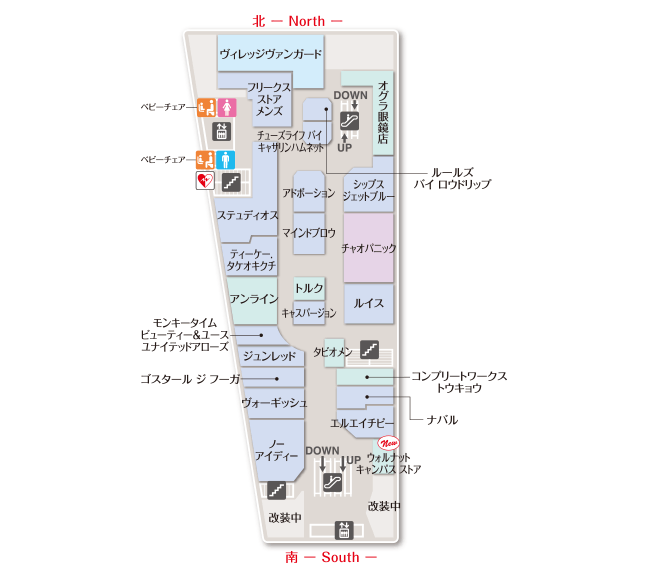 北 － North －
ヴィレッジヴァンガード
フリークス
ストア
メンズ
オグラ眼鏡店
DOWN
UP
ベビーチェア
チューズライフ バイ
キャサリンハムネット
ベビーチェア
ルールズ
バイ ロウドリップ
アドポーション
シップス
ジェットブルー
ステュディオス
マインドブロウ
チャオパニック
ティーケー.
タケオキクチ
アンライン
トルク
キャスパージョン
ルイス
モンキータイム
ビューティー&ユース
ユナイテッドアローズ
ジュンレッド
タビオメン
ゴスタール ジ フーガ
コンプリートワークス
トウキョウ
ヴォーギッシュ
ナバル
エルエイチピー
New
ノー
アイディー
DOWN
UP
ウォルナット
キャンバス ストア
改装中
改装中
南 － South －